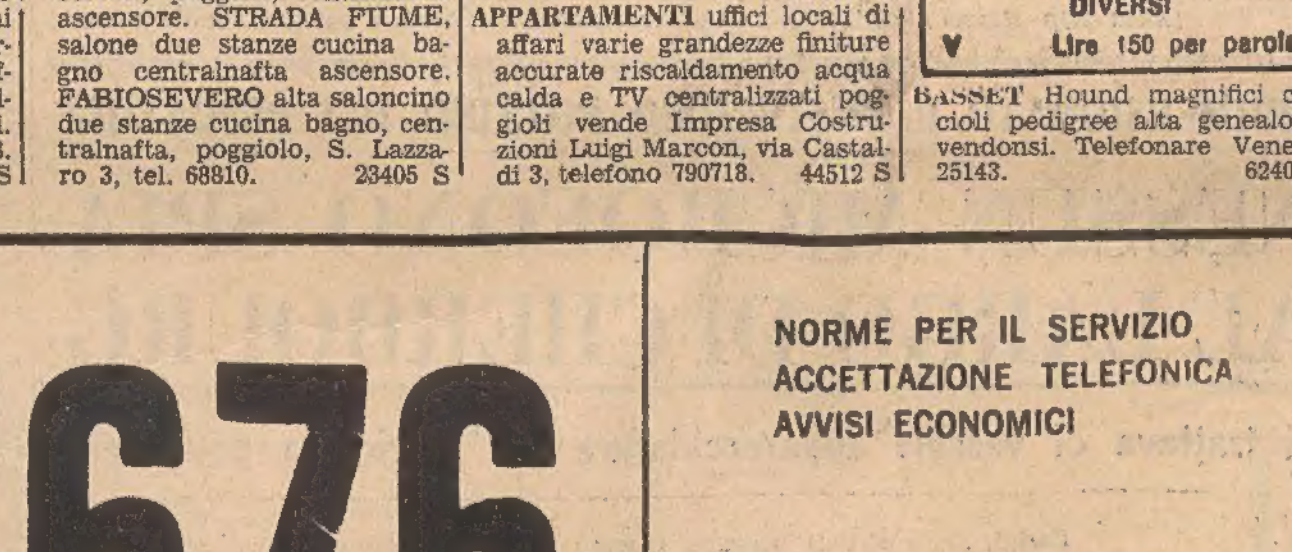 ascensore. STRADA FIUME,
salone due stanze cucina ba-
gno centralnafta ascensore.
FABIOSEVERO alta saloncino
due stanze cucina bagno, cen-
tralnafta, poggiolo, S. Lazza-
ro 3, tel. 68810. 23405 S
APPARTAMENTI uffici locali di
affari varie grandezze finiture
accurate riscaldamento acqua
calda e TV centralizzati pog-
gioli vende Impresa Costru-
zioni Luigi Marcon, via Castal-
di 3, telefono 790718. 44512 S
DIVERSI
Lire 150 per parola
BASSET Hound magnifici c
cioli pedigree alta genealo
vendonsi. Telefonare Vene
25143. 6240
676
NORME PER IL SERVIZIO
ACCETTAZIONE TELEFONICA
AVVISI ECONOMICI